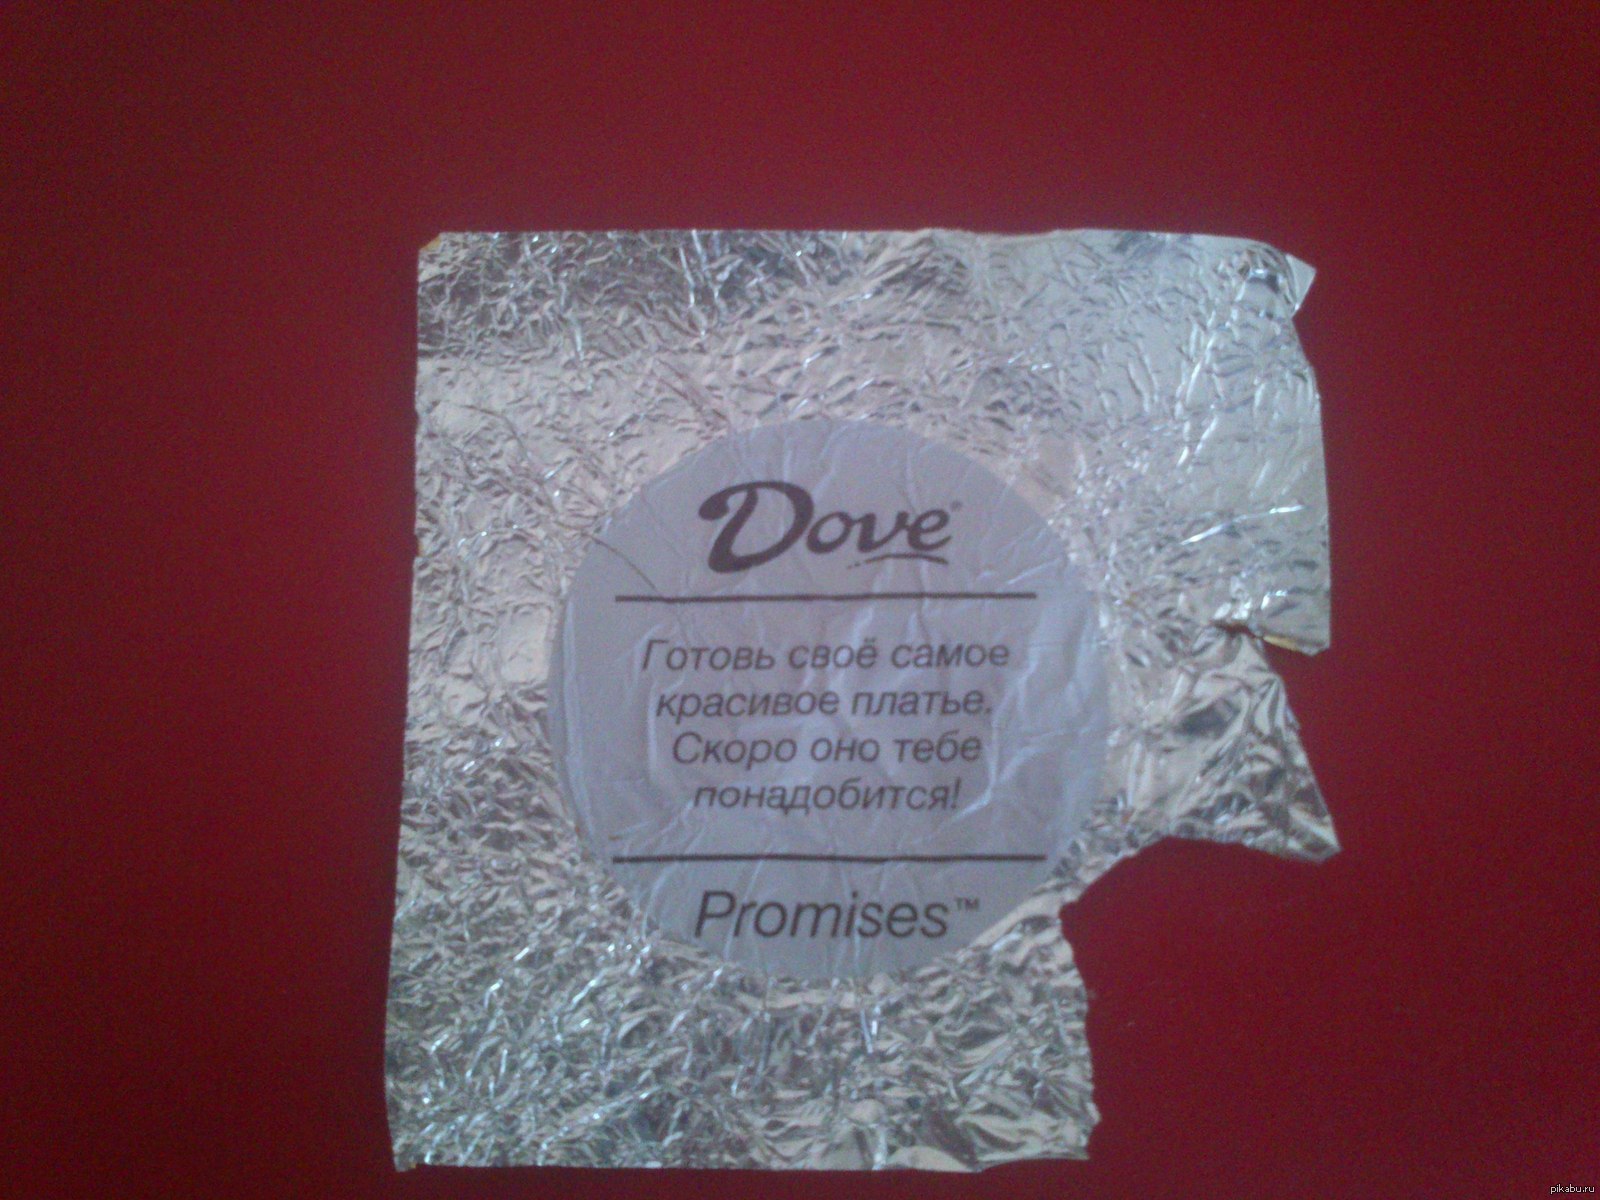 Dove®
Готовь своё самое
красивое платье.
Скоро оно тебе
понадобится!
Promises™
pikabu.ru